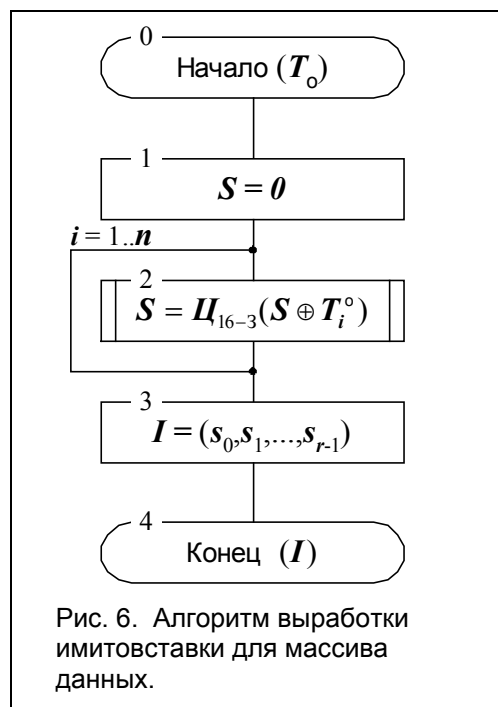 0
Начало (Tₒ)
1
S = 0
i = 1..n
2
S = Ц₁₆₋₃(S ⊕ Tᵢ°)
3
I = (s₀,s₁,...,sᵣ₋₁)
4
Конец (I)
Рис. 6. Алгоритм выработки
имитовставки для массива
данных.